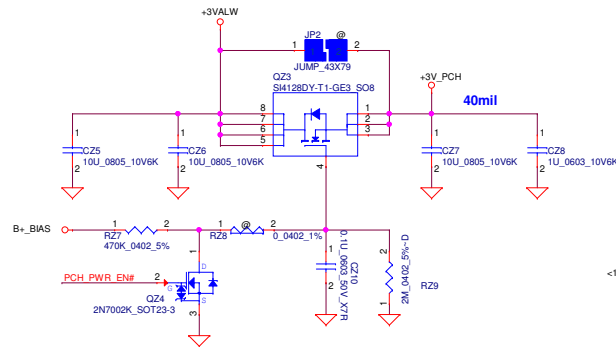 +3VALW
JP2 @
1 2
JUMP_43X79
QZ3
SI4128DY-T1-GE3_SO8
+3V_PCH
40mil
8 1
7 2
6 3
5
4
1
CZ5
10U_0805_10V6K
2
1
CZ6
10U_0805_10V6K
2
1
CZ7
10U_0805_10V6K
2
1
CZ8
1U_0603_10V6K
2
B+_BIAS
1 2
RZ7
470K_0402_5%
1 @ 2
RZ8
0_0402_1%
1
D
PCH_PWR_EN#
2
G
S
QZ4
2N7002K_SOT23-3
3
1
2
CZ10
0.1U_0603_50V_X7R
2
1
RZ9
2M_0402_5%~D
<1